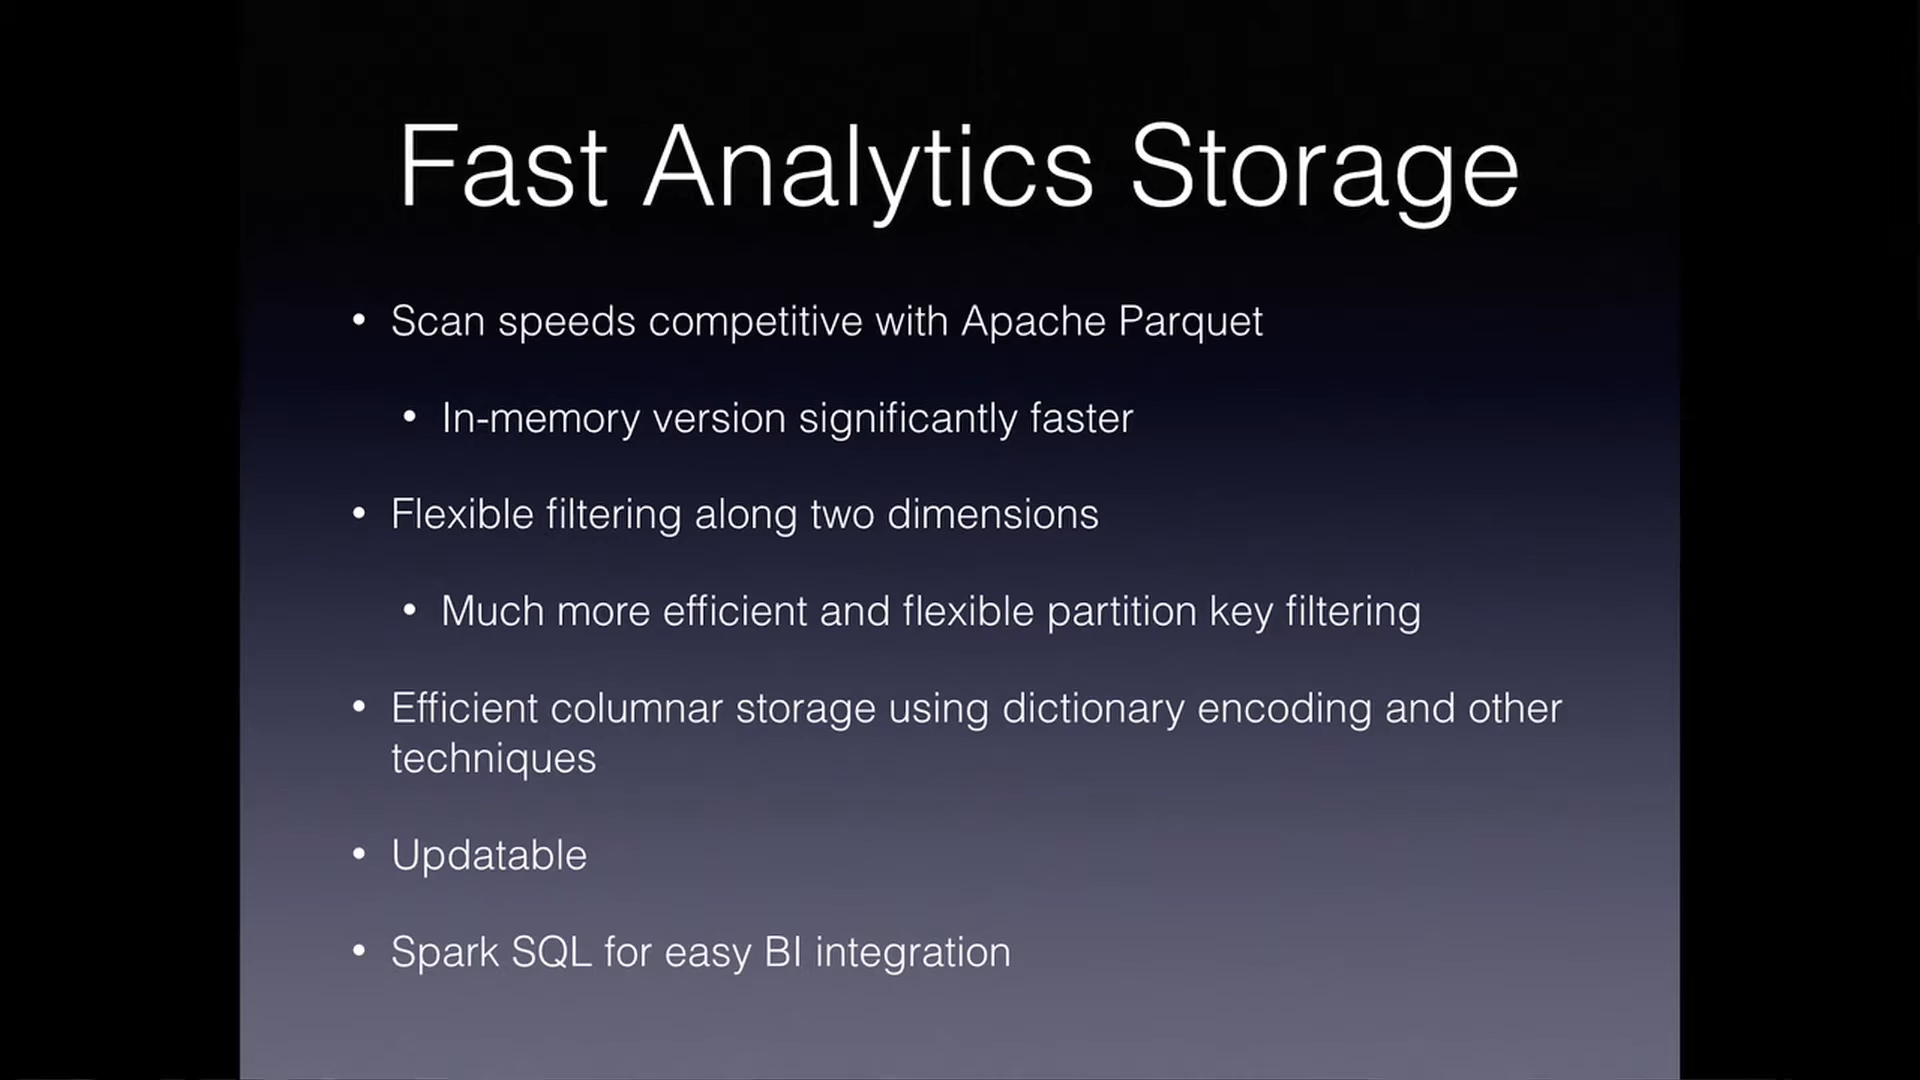 Fast Analytics Storage
• Scan speeds competitive with Apache Parquet
• In-memory version significantly faster
• Flexible filtering along two dimensions
• Much more efficient and flexible partition key filtering
• Efficient columnar storage using dictionary encoding and other
techniques
• Updatable
• Spark SQL for easy BI integration